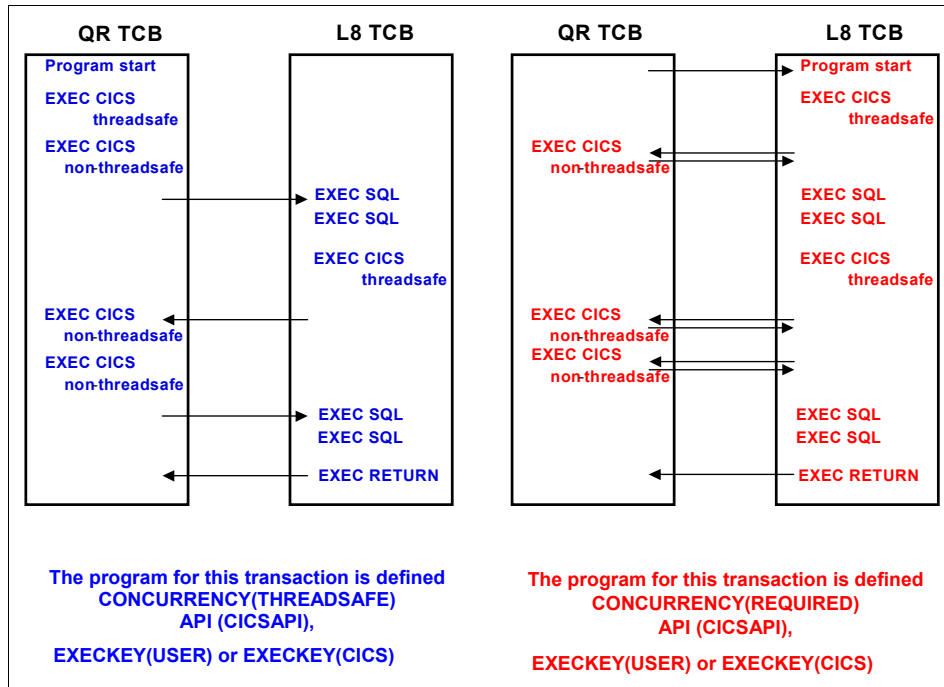 QR TCB
L8 TCB
Program start
EXEC CICS
threadsafe
EXEC CICS
non-threadsafe
EXEC SQL
EXEC SQL
EXEC CICS
threadsafe
EXEC CICS
non-threadsafe
EXEC CICS
non-threadsafe
EXEC SQL
EXEC SQL
EXEC RETURN
The program for this transaction is defined
CONCURRENCY(THREADSAFE)
API (CICSAPI),
EXECKEY(USER) or EXECKEY(CICS)
QR TCB
L8 TCB
Program start
EXEC CICS
threadsafe
EXEC CICS
non-threadsafe
EXEC SQL
EXEC SQL
EXEC CICS
threadsafe
EXEC CICS
non-threadsafe
EXEC CICS
non-threadsafe
EXEC SQL
EXEC SQL
EXEC RETURN
The program for this transaction is defined
CONCURRENCY(REQUIRED)
API (CICSAPI),
EXECKEY(USER) or EXECKEY(CICS)